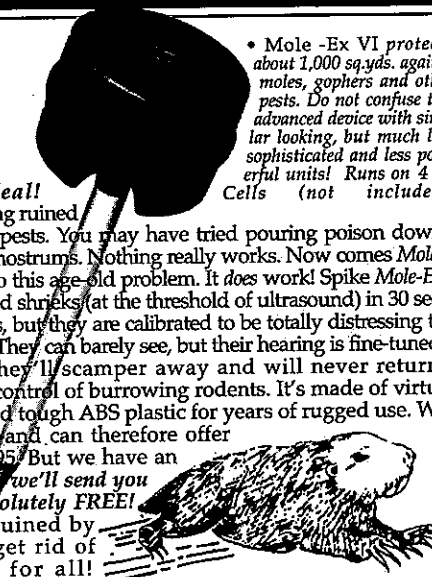 • Mole -Ex VI protec
about 1,000 sq.yds. agai
moles, gophers and ot
pests. Do not confuse t
advanced device with si
lar looking, but much l
sophisticated and less po
erful units! Runs on 4
Cells (not include
eal!
ng ruined
pests. You may have tried pouring poison dow
nostrums. Nothing really works. Now comes Mol
o this age-old problem. It does work! Spike Mole-E
d shrieks (at the threshold of ultrasound) in 30 se
s, but they are calibrated to be totally distressing t
They can barely see, but their hearing is fine-tune
hey'll scamper away and will never return
control of burrowing rodents. It's made of virtu
d tough ABS plastic for years of rugged use. W
and can therefore offer
95. But we have an
we'll send you
olutely FREE!
uined by
get rid of
for all!